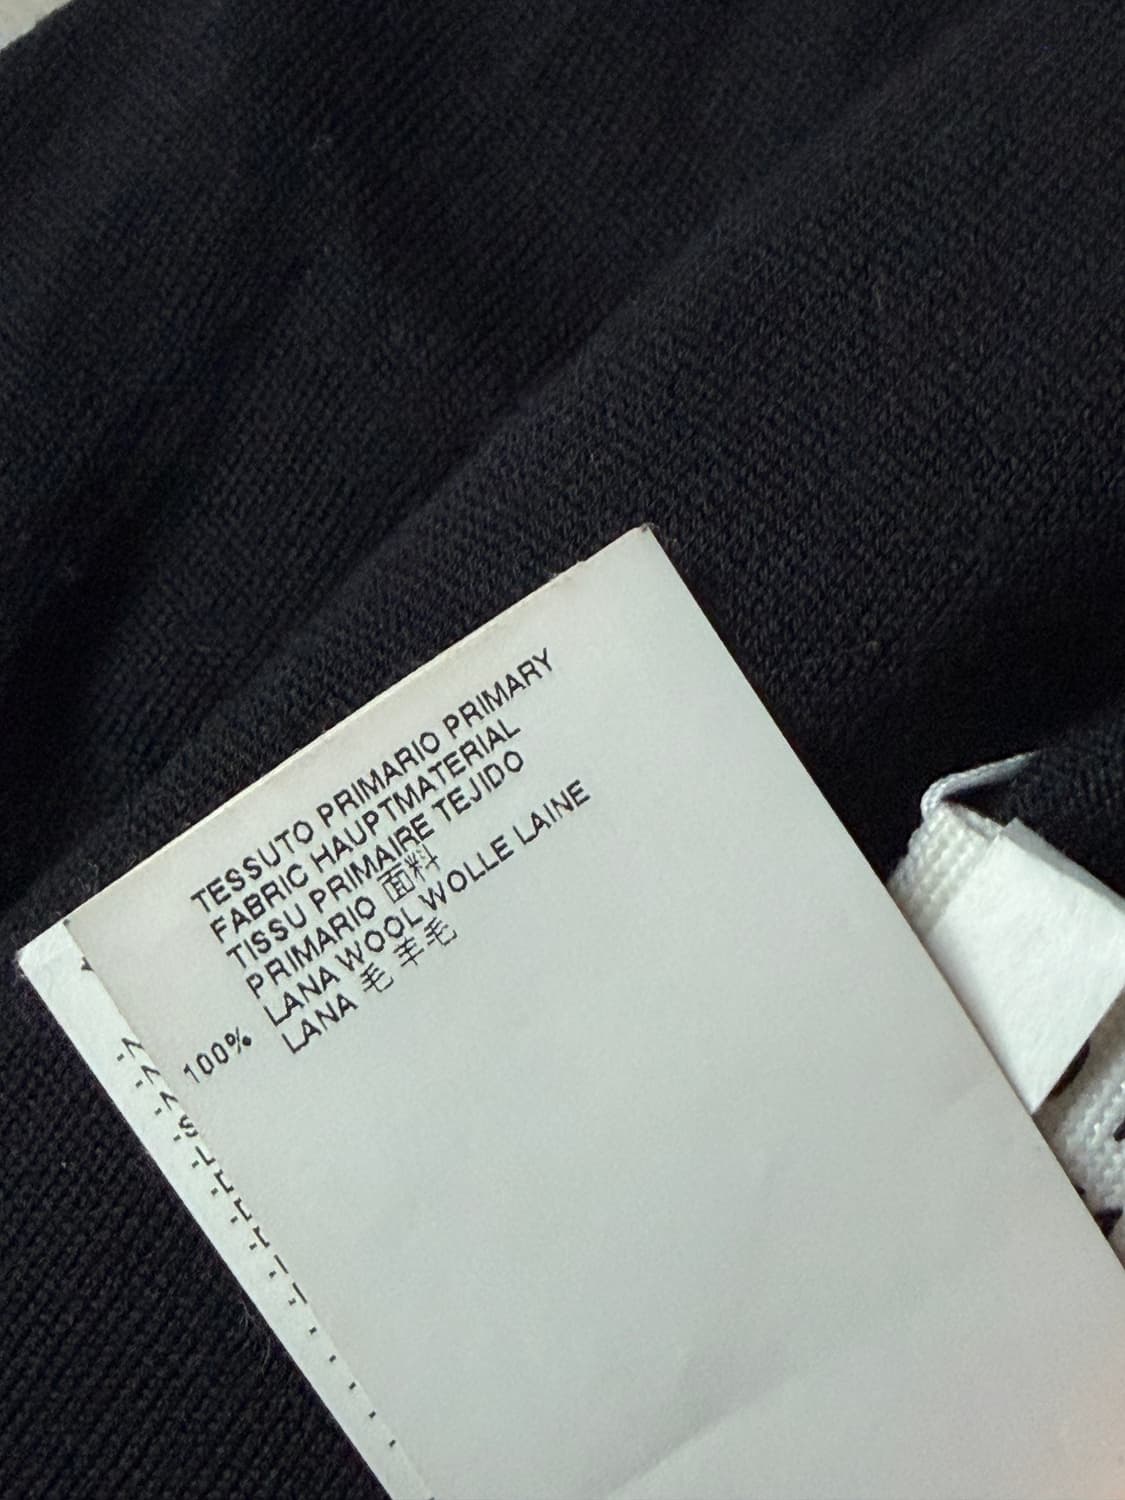 TESSUTO PRIMARIO PRIMARY
FABRIC HAUPTMATERIAL
TISSU PRIMAIRE TEJIDO
PRIMARIO 面料
LANA WOOL WOLLE LAINE
100% LANA 毛 羊毛